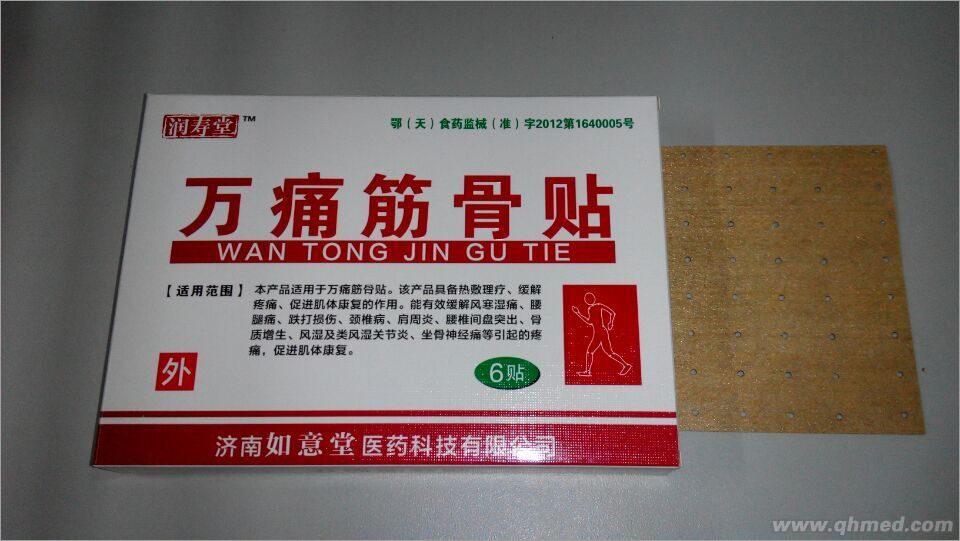 润寿堂™
鄂（天）食药监械（准）字2012第1640005号
万痛筋骨贴
WAN TONG JIN GU TIE
【适用范围】本产品适用于万痛筋骨贴。该产品具备热敷理疗、缓解
疼痛、促进肌体康复的作用。能有效缓解风寒湿痛、腰
腿痛、跌打损伤、颈椎病、肩周炎、腰椎间盘突出、骨
质增生、风湿及类风湿关节炎、坐骨神经痛等引起的疼
痛，促进肌体康复。
外
6贴
济南如意堂医药科技有限公司
www.qhmed.com